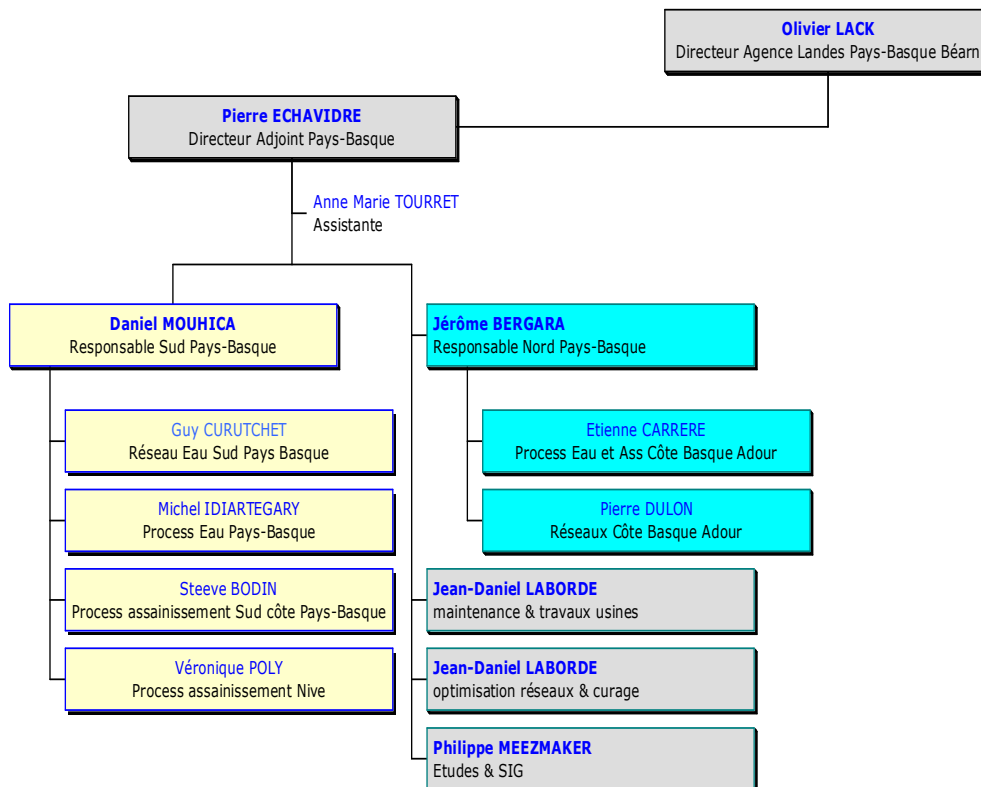 Olivier LACK
Directeur Agence Landes Pays-Basque Béarn
Pierre ECHAVIDRE
Directeur Adjoint Pays-Basque
Anne Marie TOURRET
Assistante
Daniel MOUHICA
Responsable Sud Pays-Basque
Jérôme BERGARA
Responsable Nord Pays-Basque
Guy CURUTCHET
Réseau Eau Sud Pays Basque
Michel IDIARTEGARY
Process Eau Pays-Basque
Steeve BODIN
Process assainissement Sud côte Pays-Basque
Véronique POLY
Process assainissement Nive
Etienne CARRERE
Process Eau et Ass Côte Basque Adour
Pierre DULON
Réseaux Côte Basque Adour
Jean-Daniel LABORDE
maintenance & travaux usines
Jean-Daniel LABORDE
optimisation réseaux & curage
Philippe MEEZMAKER
Etudes & SIG